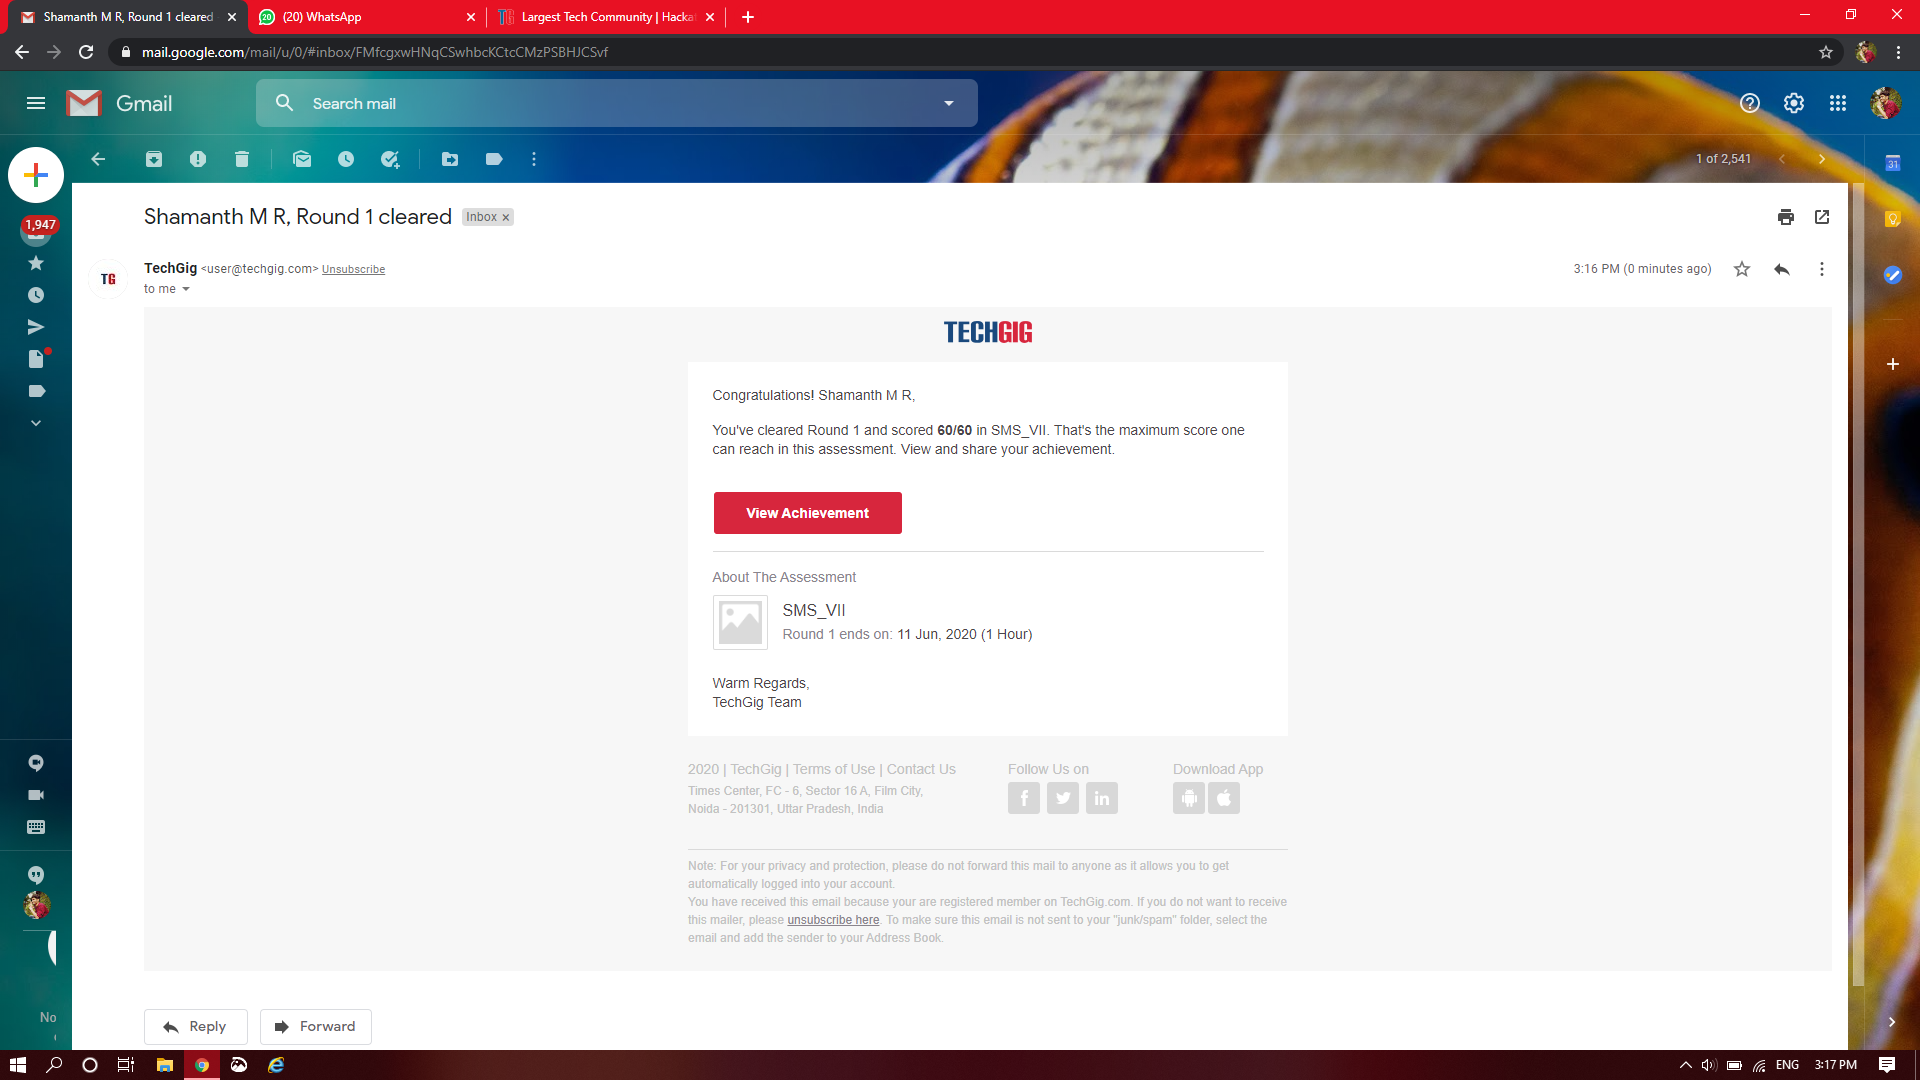 Shamanth M R, Round 1 cleared
(20) WhatsApp
Largest Tech Community | Hacka
mail.google.com/mail/u/0/#inbox/FMfcgxwHNqCSwhbcKCtcCMzPSBHJCSvf
Gmail
Search mail
1 of 2,541
31
1,947
Shamanth M R, Round 1 cleared
Inbox x
TG
TechGig <user@techgig.com> Unsubscribe
3:16 PM (0 minutes ago)
to me
TECHGIG
Congratulations! Shamanth M R,
You've cleared Round 1 and scored 60/60 in SMS_VII. That's the maximum score one
can reach in this assessment. View and share your achievement.
View Achievement
About The Assessment
SMS_VII
Round 1 ends on: 11 Jun, 2020 (1 Hour)
Warm Regards,
TechGig Team
2020 | TechGig | Terms of Use | Contact Us
Times Center, FC - 6, Sector 16 A, Film City,
Noida - 201301, Uttar Pradesh, India
Follow Us on
Download App
Note: For your privacy and protection, please do not forward this mail to anyone as it allows you to get
automatically logged into your account.
You have received this email because your are registered member on TechGig.com. If you do not want to receive
this mailer, please unsubscribe here. To make sure this email is not sent to your "junk/spam" folder, select the
email and add the sender to your Address Book.
No
Reply
Forward
ENG
3:17 PM